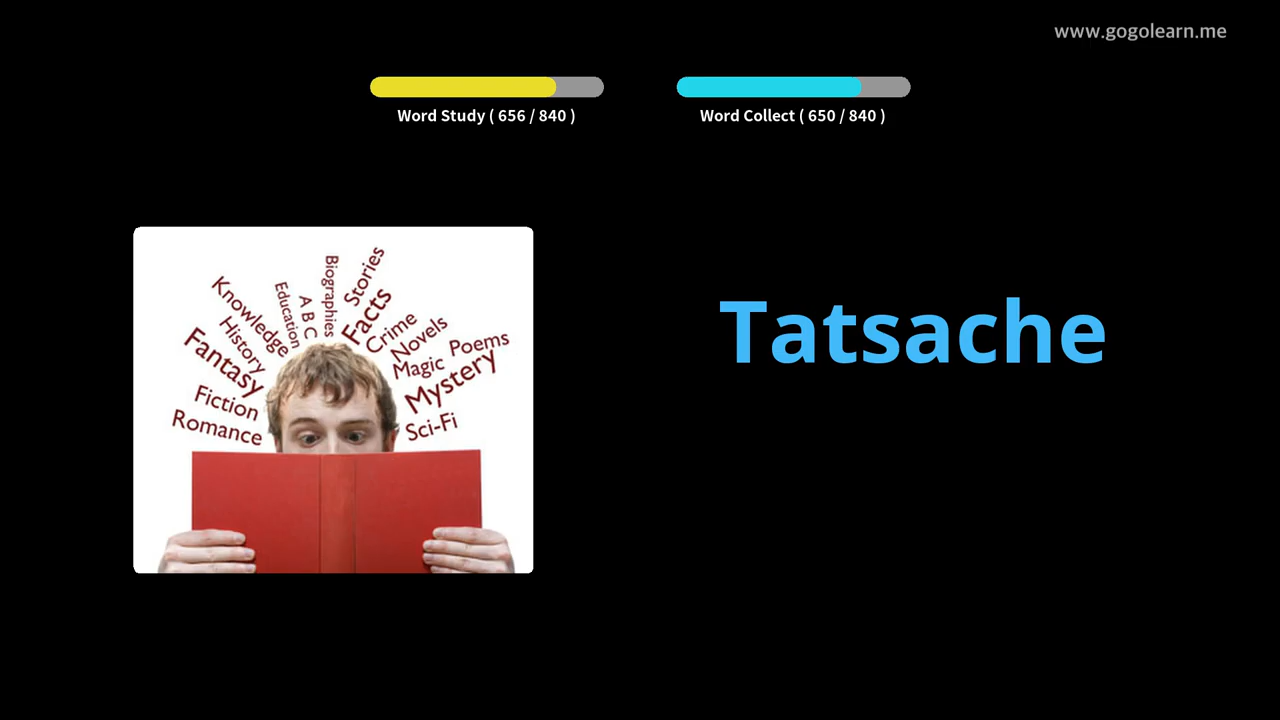 www.gogolearn.me
Word Study ( 656 / 840 )
Word Collect ( 650 / 840 )
Tatsache
Romance
Fiction
Fantasy
History
Knowledge
Education
A B C
Biographies
Stories
Facts
Crime
Novels
Magic
Poems
Mystery
Sci-Fi